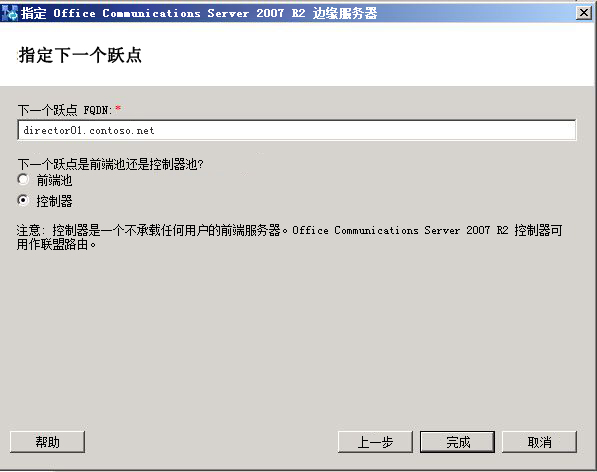 指定 Office Communications Server 2007 R2 边缘服务器
指定下一个跃点
下一个跃点 FQDN:*
director01.contoso.net
下一个跃点是前端池还是控制器池?
前端池
控制器
注意: 控制器是一个不承载任何用户的前端服务器。Office Communications Server 2007 R2 控制器可
用作联盟路由。
帮助
上一步
完成
取消